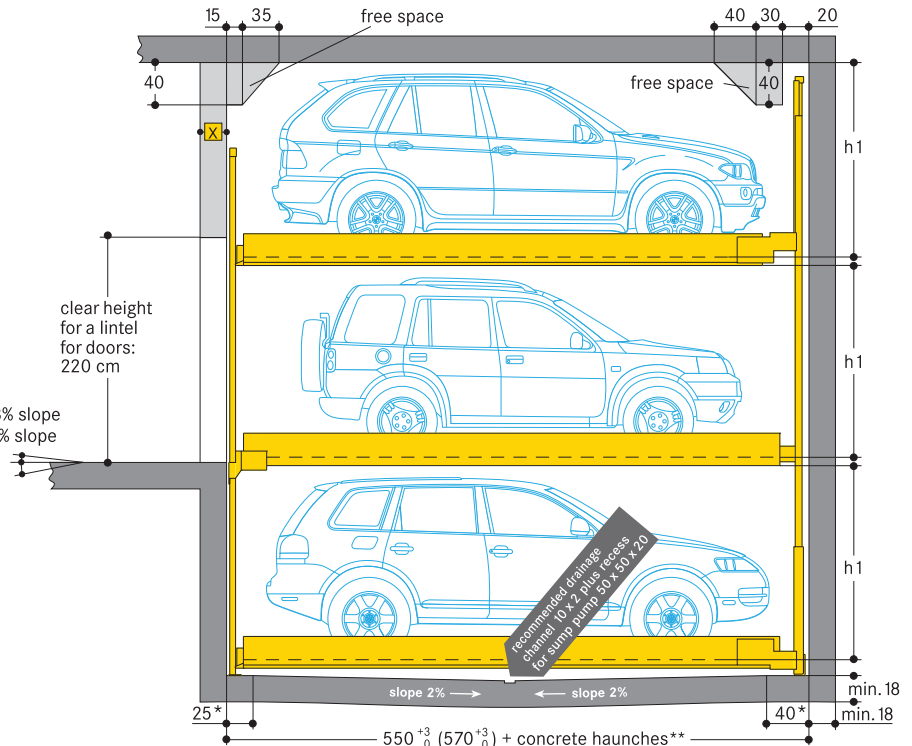 15 35 free space 40 30 20
40 free space 40
X
h1
clear height
for a lintel
for doors:
220 cm
h1
% slope
% slope
recommended drainage
channel 10 x 2 plus recess
for sump pump 50 x 50 x 20
h1
slope 2% slope 2%
min. 18
25* 40* min. 18
550 +3 0 (570 +3 0) + concrete haunches**